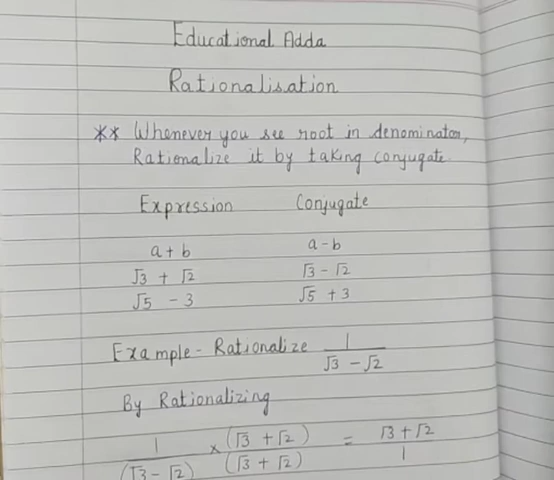 Educational Adda
Rationalisation
** Whenever you see root in denominator,
Rationalize it by taking conjugate.
Expression Conjugate
a + b a - b
√3 + √2 √3 - √2
√5 - 3 √5 + 3
Example - Rationalize 1/(√3 - √2)
By Rationalizing
1/(√3 - √2) × (√3 + √2)/(√3 + √2) = (√3 + √2)/1